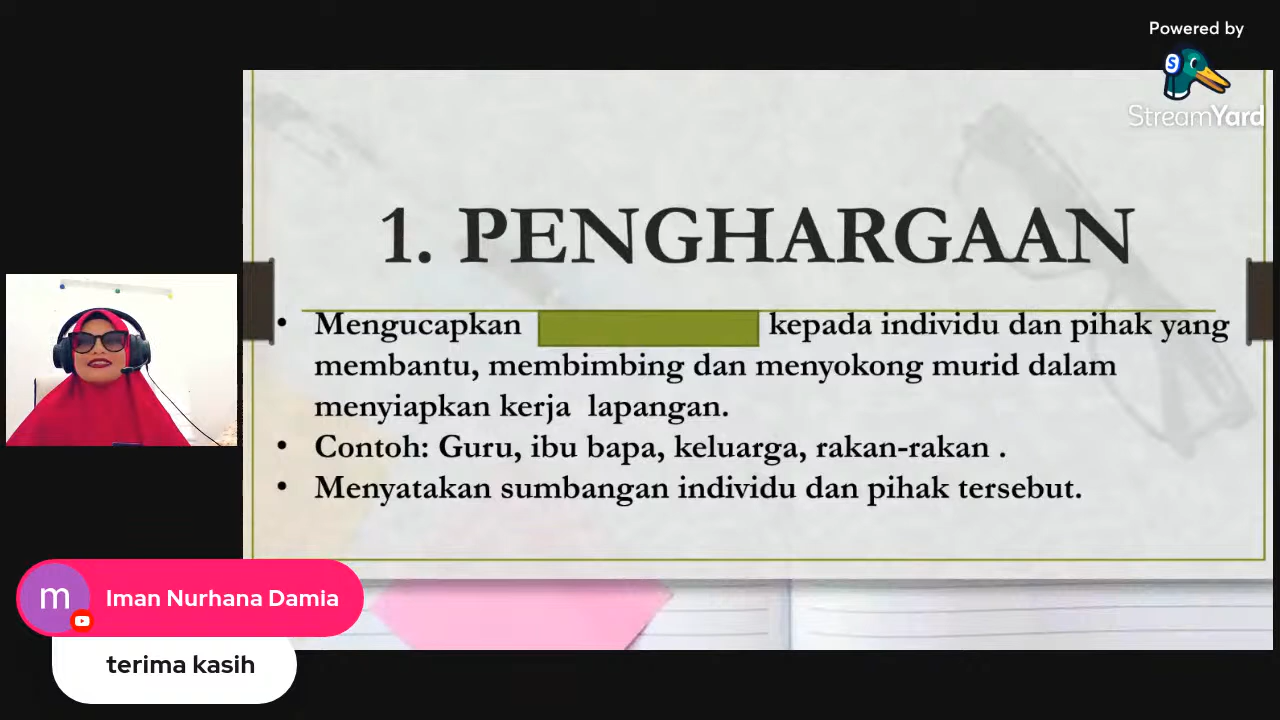 Powered by
StreamYard
1. PENGHARGAAN
• Mengucapkan kepada individu dan pihak yang
membantu, membimbing dan menyokong murid dalam
menyiapkan kerja lapangan.
• Contoh: Guru, ibu bapa, keluarga, rakan-rakan .
• Menyatakan sumbangan individu dan pihak tersebut.
m
Iman Nurhana Damia
terima kasih